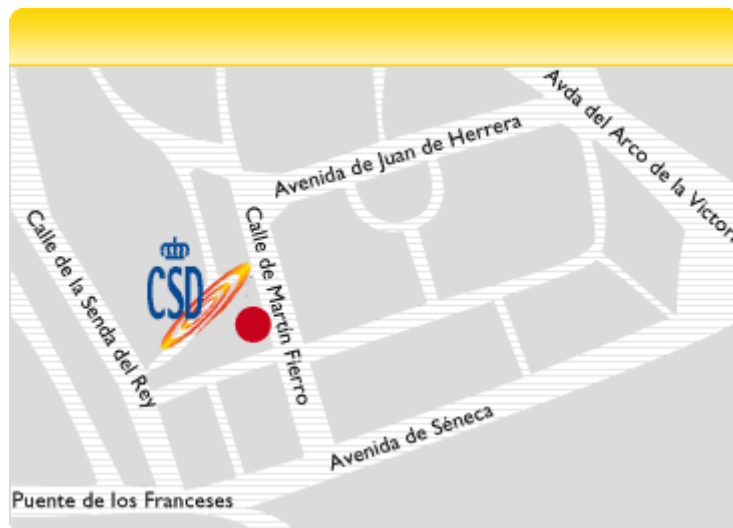 Avda del Arco de la Victori
Avenida de Juan de Herrera
Calle de la Senda del Rey
CSD
Calle de Martín Fierro
Avenida de Séneca
Puente de los Franceses